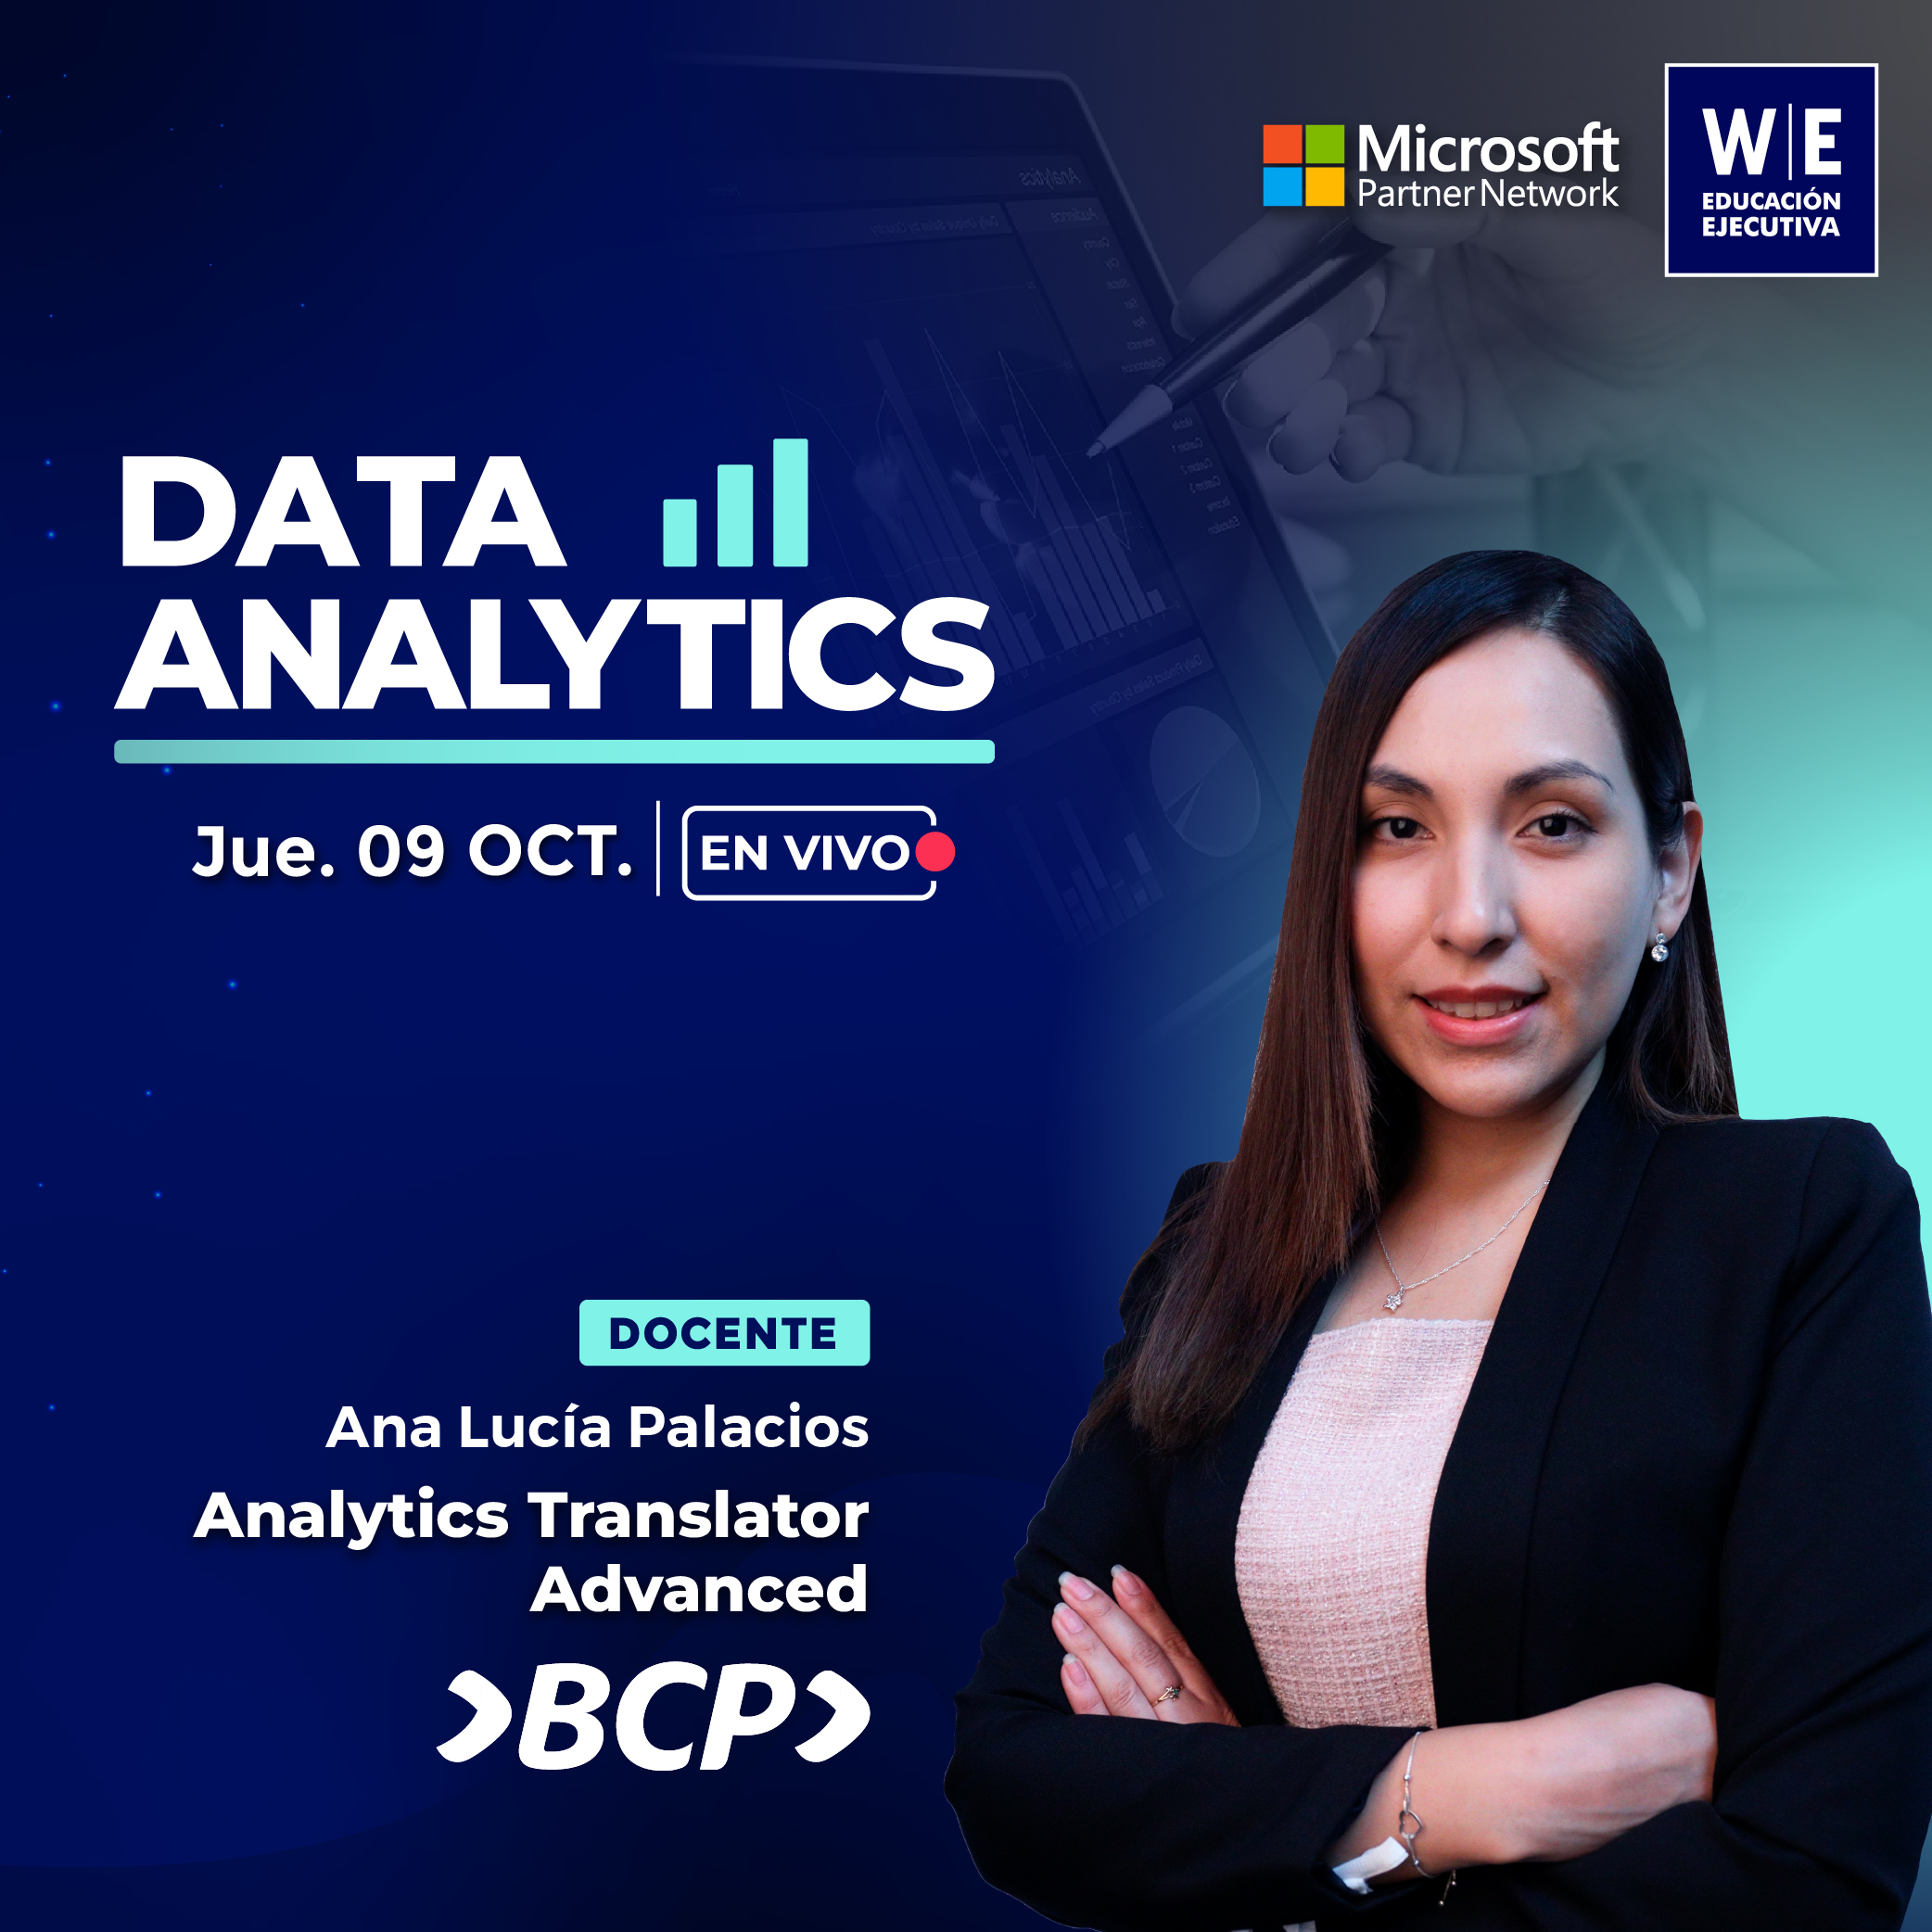 Microsoft
Partner Network
W|E
EDUCACIÓN
EJECUTIVA
DATA
ANALYTICS
Jue. 09 OCT.
EN VIVO
DOCENTE
Ana Lucía Palacios
Analytics Translator
Advanced
BCP